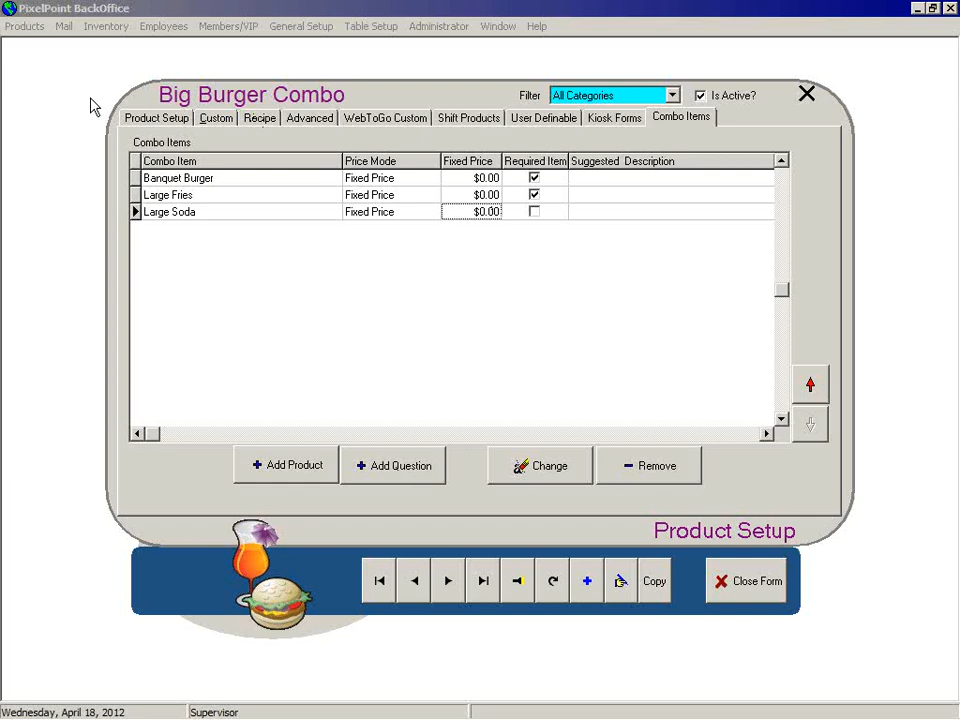 PixelPoint BackOffice
Products Mail Inventory Employees Members/VIP General Setup Table Setup Administrator Window Help
Big Burger Combo Filter All Categories Is Active?
Product Setup Custom Recipe Advanced WebToGo Custom Shift Products User Definable Kiosk Forms Combo Items
Combo Items
Combo Item Price Mode Fixed Price Required Item Suggested Description
Banquet Burger Fixed Price $0.00
Large Fries Fixed Price $0.00
Large Soda Fixed Price $0.00
Add Product Add Question Change Remove
Product Setup
Copy Close Form
Wednesday, April 18, 2012 Supervisor